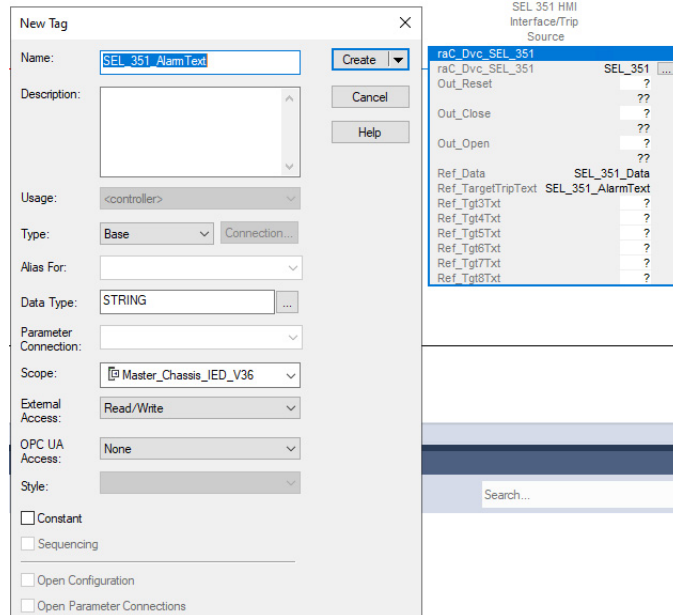 New Tag
Name: SEL_351_AlarmText
Create
Description:
Cancel
Help
Usage: <controller>
Type: Base Connection...
Alias For:
Data Type: STRING ...
Parameter
Connection:
Scope: Master_Chassis_IED_V36
External
Access: Read/Write
OPC UA
Access: None
Style:
Constant
Sequencing
Open Configuration
Open Parameter Connections
SEL 351 HMI
Interface/Trip
Source
raC_Dvc_SEL_351
raC_Dvc_SEL_351 SEL_351 ...
Out_Reset ?
??
Out_Close ?
??
Out_Open ?
??
Ref_Data SEL_351_Data
Ref_TargetTripText SEL_351_AlarmText
Ref_Tgt3Txt ?
Ref_Tgt4Txt ?
Ref_Tgt5Txt ?
Ref_Tgt6Txt ?
Ref_Tgt7Txt ?
Ref_Tgt8Txt ?
Search...